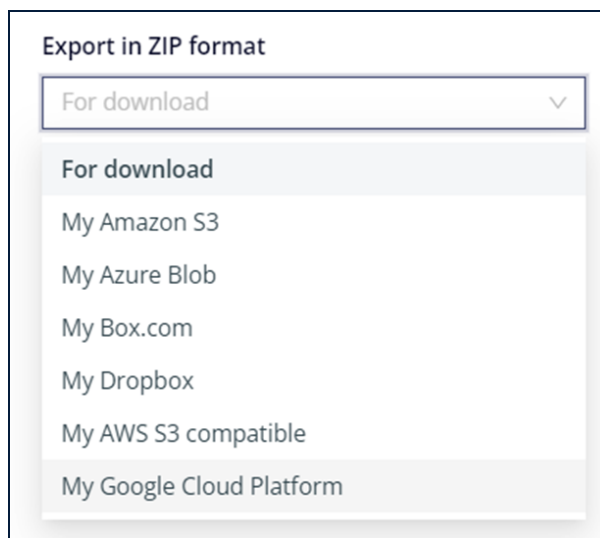 Export in ZIP format
For download
For download
My Amazon S3
My Azure Blob
My Box.com
My Dropbox
My AWS S3 compatible
My Google Cloud Platform